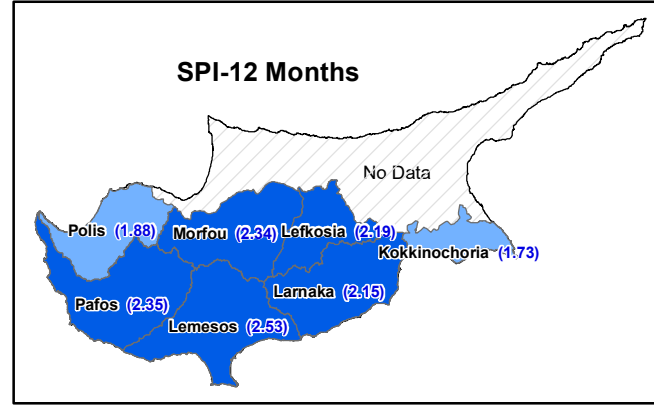 SPI-12 Months
No Data
Polis (1.88)
Morfou (2.34)
Lefkosia (2.19)
Kokkinochoria (1.73)
Pafos (2.35)
Larnaka (2.15)
Lemesos (2.53)